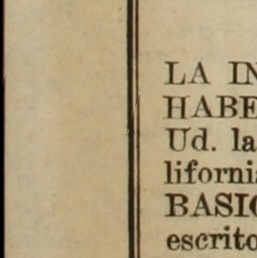 LA IN
HABE
Ud. la
lifornia
BASIC
escrito